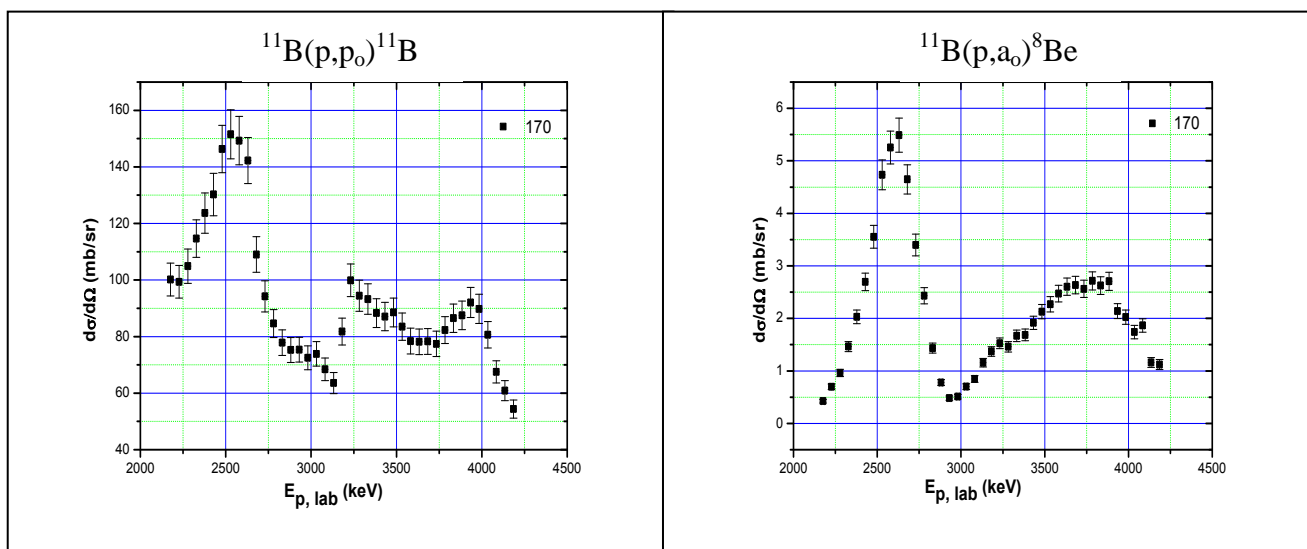 ¹¹B(p,pₒ)¹¹B
160
140
120
100
80
60
40
170
dσ/dΩ (mb/sr)
2000 2500 3000 3500 4000 4500
Eₚ, ₗₐb (keV)
¹¹B(p,aₒ)⁸Be
6
5
4
3
2
1
0
170
dσ/dΩ (mb/sr)
2000 2500 3000 3500 4000 4500
Eₚ, ₗₐb (keV)